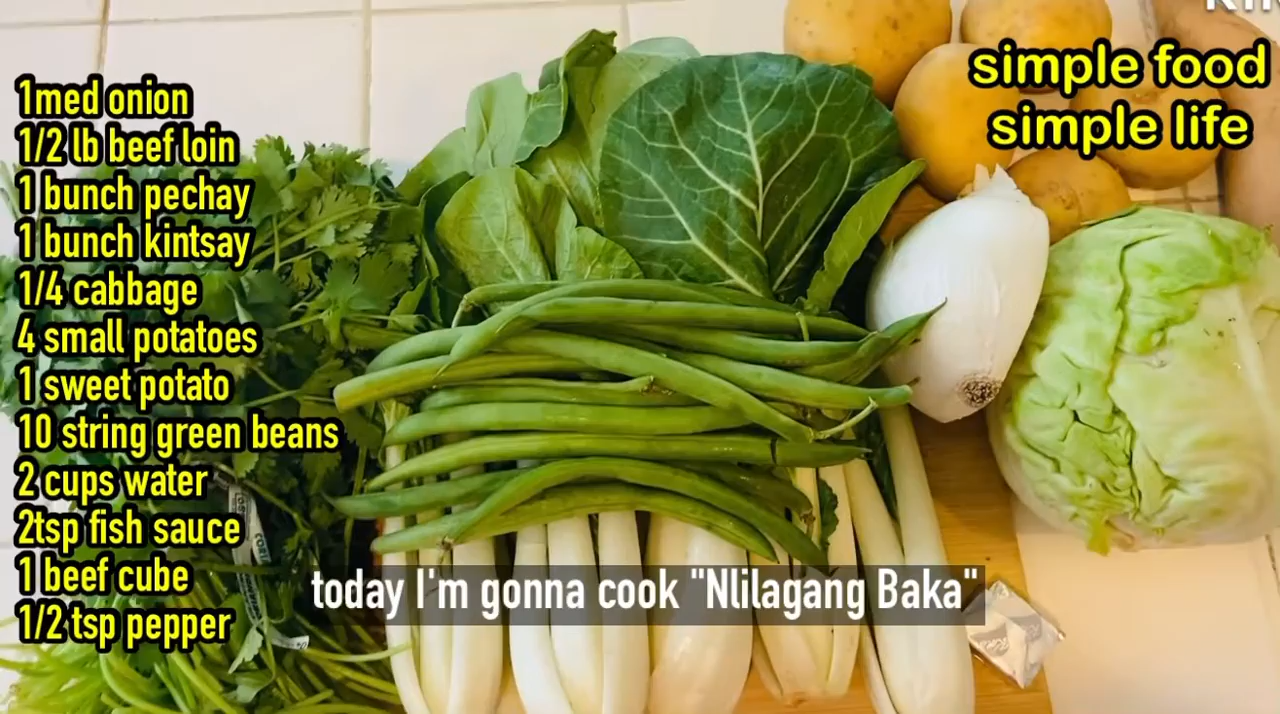 1med onion
1/2 lb beef loin
1 bunch pechay
1 bunch kintsay
1/4 cabbage
4 small potatoes
1 sweet potato
10 string green beans
2 cups water
2tsp fish sauce
1 beef cube
1/2 tsp pepper
simple food
simple life
today I'm gonna cook "Nlilagang Baka"